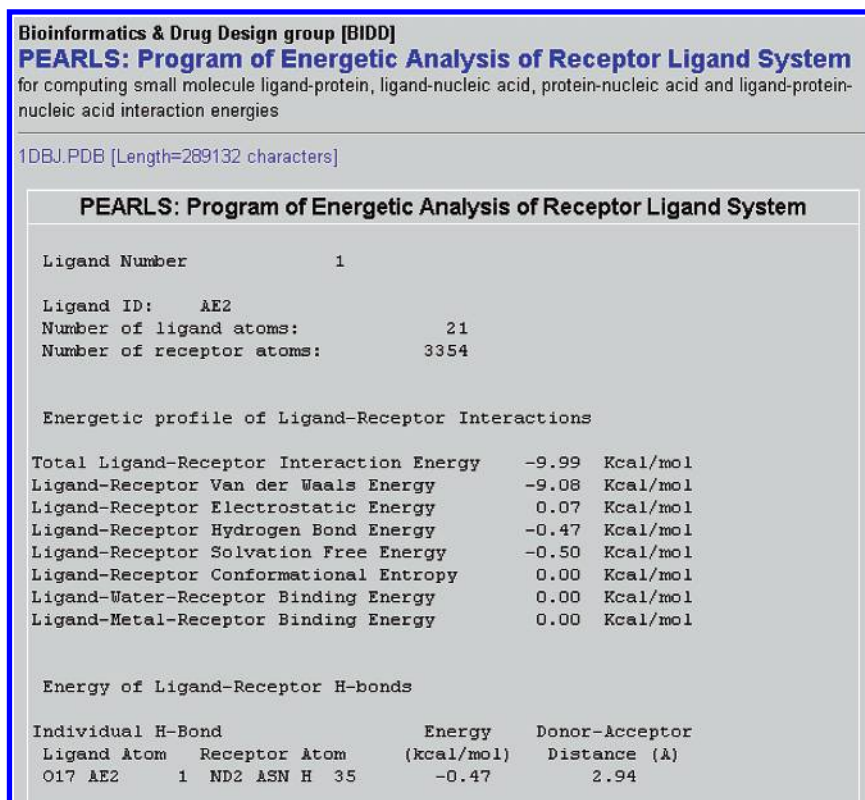 Bioinformatics & Drug Design group [BIDD]
PEARLS: Program of Energetic Analysis of Receptor Ligand System
for computing small molecule ligand-protein, ligand-nucleic acid, protein-nucleic acid and ligand-protein-
nucleic acid interaction energies
1DBJ.PDB [Length=289132 characters]
PEARLS: Program of Energetic Analysis of Receptor Ligand System
Ligand Number 1
Ligand ID: AE2
Number of ligand atoms: 21
Number of receptor atoms: 3354
Energetic profile of Ligand-Receptor Interactions
Total Ligand-Receptor Interaction Energy -9.99 Kcal/mol
Ligand-Receptor Van der Waals Energy -9.08 Kcal/mol
Ligand-Receptor Electrostatic Energy 0.07 Kcal/mol
Ligand-Receptor Hydrogen Bond Energy -0.47 Kcal/mol
Ligand-Receptor Solvation Free Energy -0.50 Kcal/mol
Ligand-Receptor Conformational Entropy 0.00 Kcal/mol
Ligand-Water-Receptor Binding Energy 0.00 Kcal/mol
Ligand-Metal-Receptor Binding Energy 0.00 Kcal/mol
Energy of Ligand-Receptor H-bonds
Individual H-Bond Energy Donor-Acceptor
Ligand Atom Receptor Atom (kcal/mol) Distance (A)
O17 AE2 1 ND2 ASN H 35 -0.47 2.94